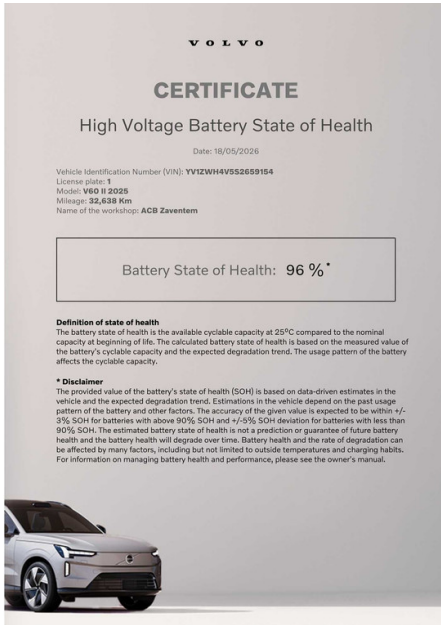 VOLVO
CERTIFICATE
High Voltage Battery State of Health
Date: 18/05/2026
Vehicle Identification Number (VIN): YV1ZWH4V5S2659154
License plate: 1
Model: V60 II 2025
Mileage: 32,638 Km
Name of the workshop: ACB Zaventem
Battery State of Health: 96 %*
Definition of state of health
The battery state of health is the available cyclable capacity at 25°C compared to the nominal
capacity at beginning of life. The calculated battery state of health is based on the measured value of
the battery's cyclable capacity and the expected degradation trend. The usage pattern of the battery
affects the cyclable capacity.
* Disclaimer
The provided value of the battery's state of health (SOH) is based on data-driven estimates in the
vehicle and the expected degradation trend. Estimations in the vehicle depend on the past usage
pattern of the battery and other factors. The accuracy of the given value is expected to be within +/-
3% SOH for batteries with above 90% SOH and +/-5% SOH deviation for batteries with less than
90% SOH. The estimated battery state of health is not a prediction or guarantee of future battery
health and the battery health will degrade over time. Battery health and the rate of degradation can
be affected by many factors, including but not limited to outside temperatures and charging habits.
For information on managing battery health and performance, please see the owner's manual.